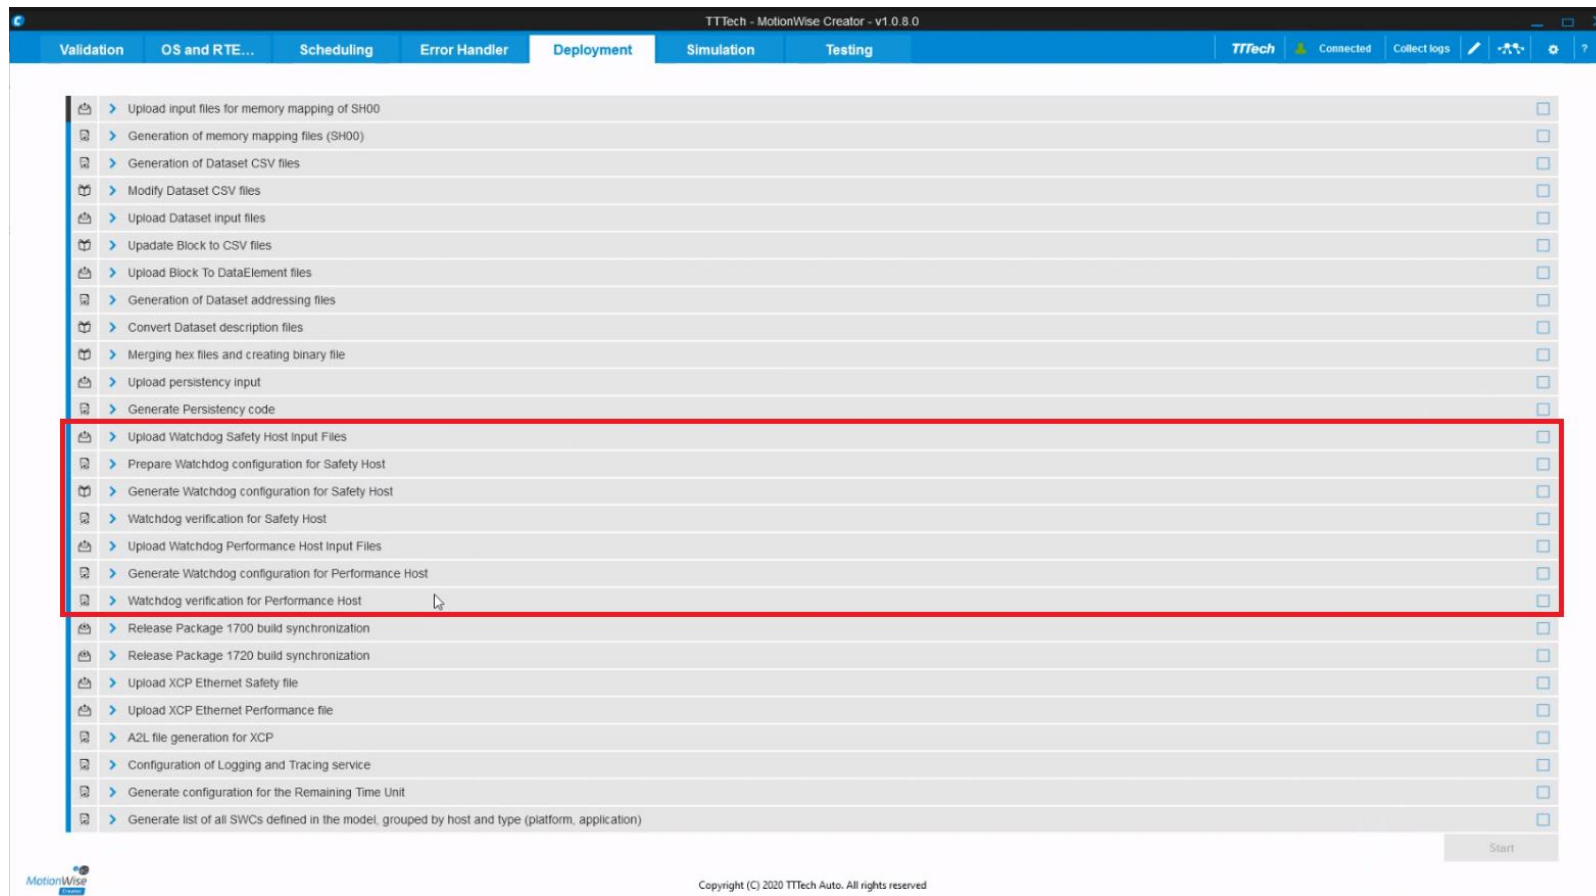 TTTech - MotionWise Creator - v1.0.8.0
Validation OS and RTE... Scheduling Error Handler Deployment Simulation Testing TTTech Connected Collect logs ?
Upload input files for memory mapping of SH00
Generation of memory mapping files (SH00)
Generation of Dataset CSV files
Modify Dataset CSV files
Upload Dataset input files
Upadate Block to CSV files
Upload Block To DataElement files
Generation of Dataset addressing files
Convert Dataset description files
Merging hex files and creating binary file
Upload persistency input
Generate Persistency code
Upload Watchdog Safety Host Input Files
Prepare Watchdog configuration for Safety Host
Generate Watchdog configuration for Safety Host
Watchdog verification for Safety Host
Upload Watchdog Performance Host Input Files
Generate Watchdog configuration for Performance Host
Watchdog verification for Performance Host
Release Package 1700 build synchronization
Release Package 1720 build synchronization
Upload XCP Ethernet Safety file
Upload XCP Ethernet Performance file
A2L file generation for XCP
Configuration of Logging and Tracing service
Generate configuration for the Remaining Time Unit
Generate list of all SWCs defined in the model, grouped by host and type (platform, application)
Start
MotionWise
Creator
Copyright (C) 2020 TTTech Auto. All rights reserved